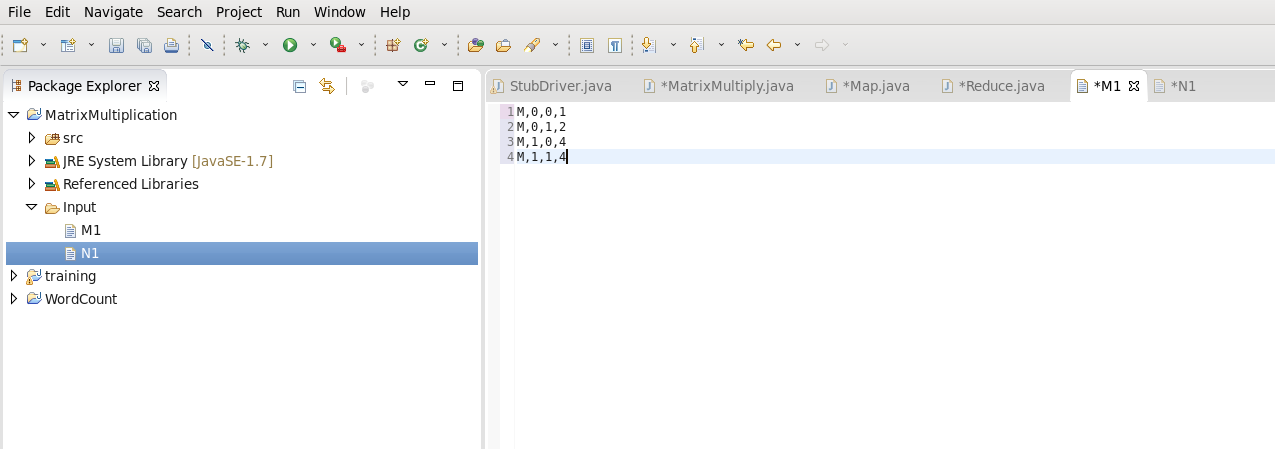 File Edit Navigate Search Project Run Window Help
Package Explorer
MatrixMultiplication
src
JRE System Library [JavaSE-1.7]
Referenced Libraries
Input
M1
N1
training
WordCount
StubDriver.java *MatrixMultiply.java *Map.java *Reduce.java *M1 *N1
1 M,0,0,1
2 M,0,1,2
3 M,1,0,4
4 M,1,1,4